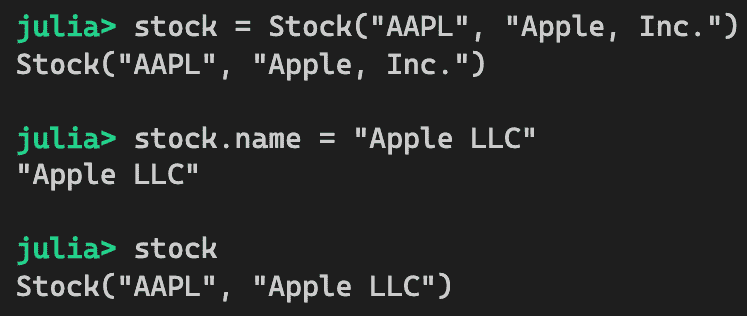 julia> stock = Stock("AAPL", "Apple, Inc.")
Stock("AAPL", "Apple, Inc.")
julia> stock.name = "Apple LLC"
"Apple LLC"
julia> stock
Stock("AAPL", "Apple LLC")